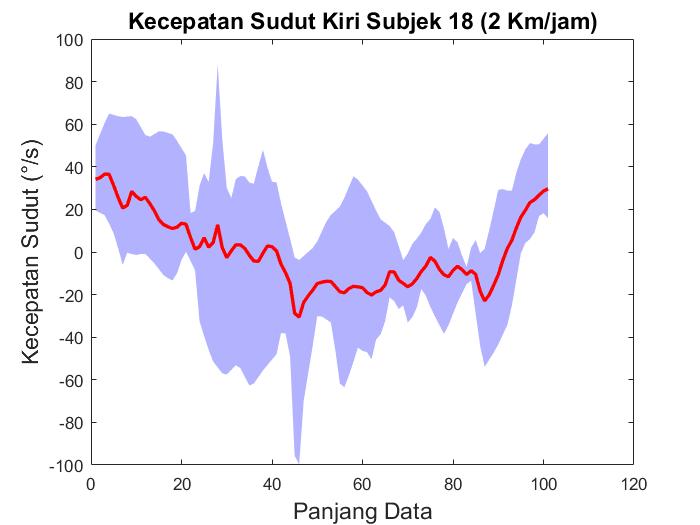 Kecepatan Sudut Kiri Subjek 18 (2 Km/jam)
100
80
60
40
20
0
-20
-40
-60
-80
-100
Kecepatan Sudut (°/s)
0 20 40 60 80 100 120
Panjang Data